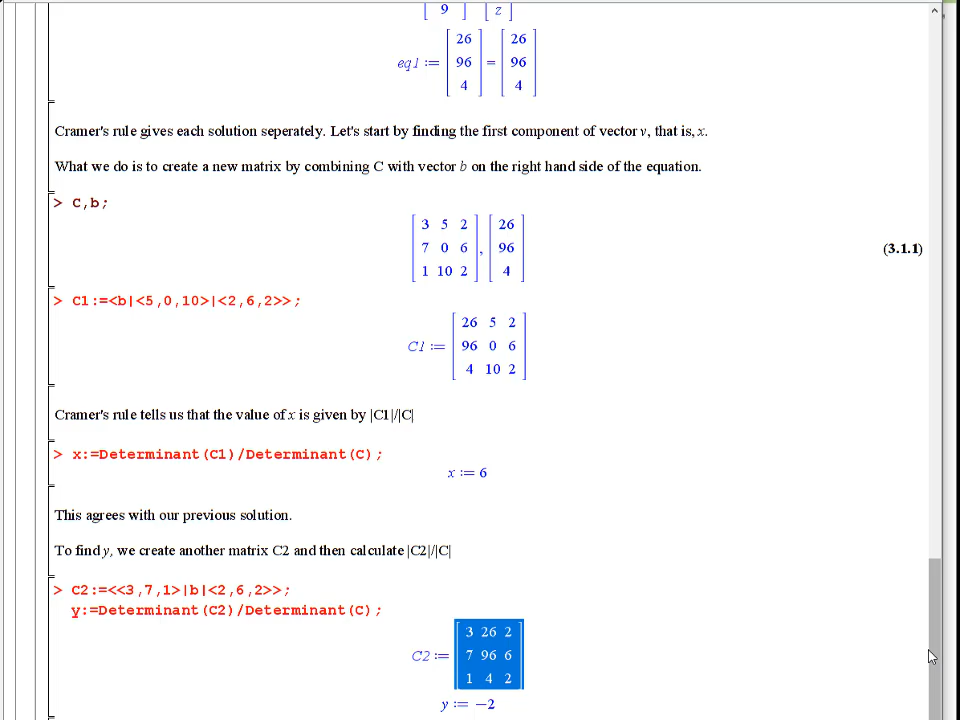 [ 9 ] [ z ]
eq1 := [ 26 96 4 ] = [ 26 96 4 ]
Cramer's rule gives each solution seperately. Let's start by finding the first component of vector v, that is, x.
What we do is to create a new matrix by combining C with vector b on the right hand side of the equation.
> C,b;
[ 3 5 2
7 0 6
1 10 2 ] , [ 26
96
4 ]
(3.1.1)
> C1:=<b|<5,0,10>|<2,6,2>>;
C1 := [ 26 5 2
96 0 6
4 10 2 ]
Cramer's rule tells us that the value of x is given by |C1|/|C|
> x:=Determinant(C1)/Determinant(C);
x := 6
This agrees with our previous solution.
To find y, we create another matrix C2 and then calculate |C2|/|C|
> C2:=<<3,7,1>|b|<2,6,2>>;
y:=Determinant(C2)/Determinant(C);
C2 := [ 3 26 2
7 96 6
1 4 2 ]
y := −2